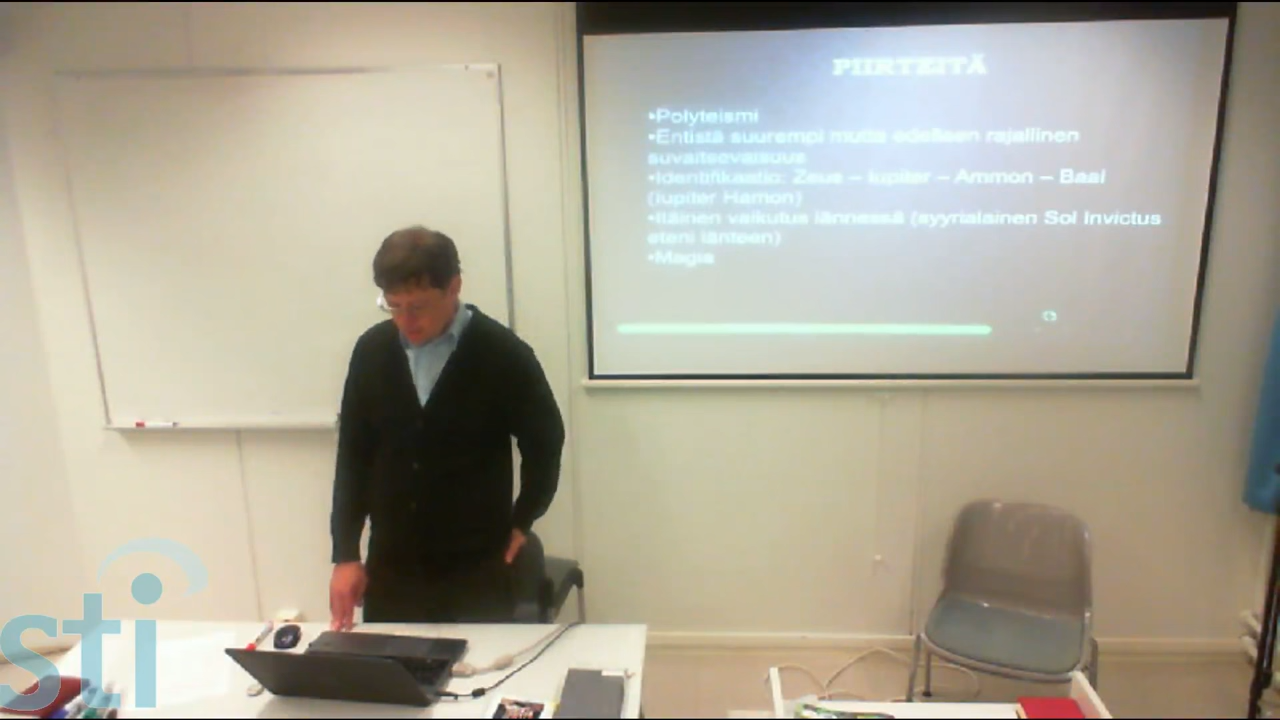 PIIRTEITÄ
•Polyteismi
•Entistä suurempi mutta edelleen rajallinen
suvaitsevaisuus
•Identifikaatio: Zeus – Iupiter – Ammon – Baal
(Iupiter Hamon)
•Itäinen vaikutus lännessä (syyrialainen Sol Invictus
eteni länteen)
•Magia
sti